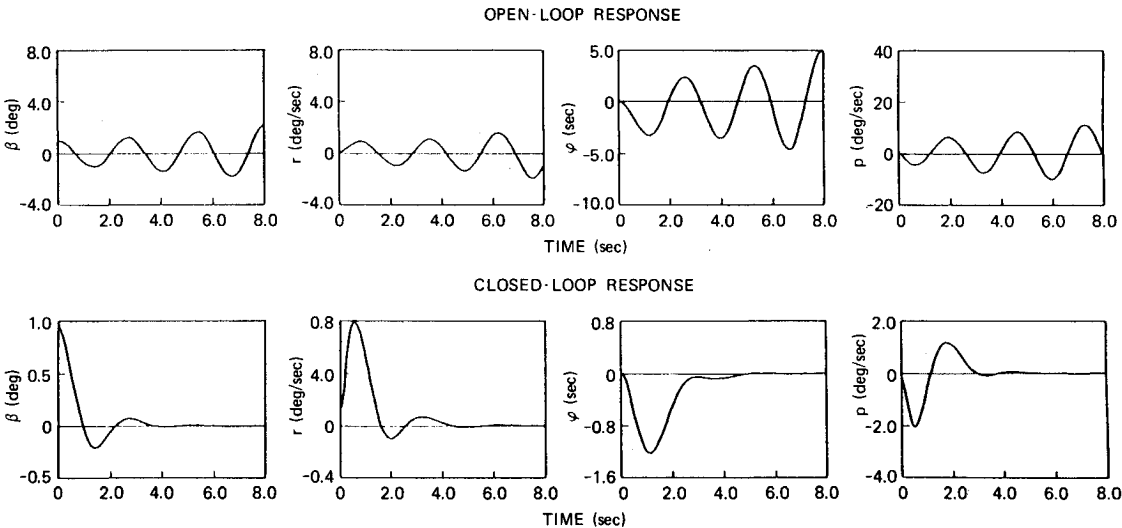 OPEN-LOOP RESPONSE
β (deg)
8.0
4.0
0
-4.0
0 2.0 4.0 6.0 8.0
r (deg/sec)
8.0
4.0
0
-4.0
0 2.0 4.0 6.0 8.0
φ (sec)
5.0
0
-5.0
-10.0
0 2.0 4.0 6.0 8.0
p (deg/sec)
40
20
0
-20
0 2.0 4.0 6.0 8.0
TIME (sec)
CLOSED-LOOP RESPONSE
β (deg)
1.0
0.5
0
-0.5
0 2.0 4.0 6.0 8.0
r (deg/sec)
0.8
4.0
0
-0.4
0 2.0 4.0 6.0 8.0
φ (sec)
0.8
0
-0.8
-1.6
0 2.0 4.0 6.0 8.0
p (deg/sec)
2.0
0
-2.0
-4.0
0 2.0 4.0 6.0 8.0
TIME (sec)